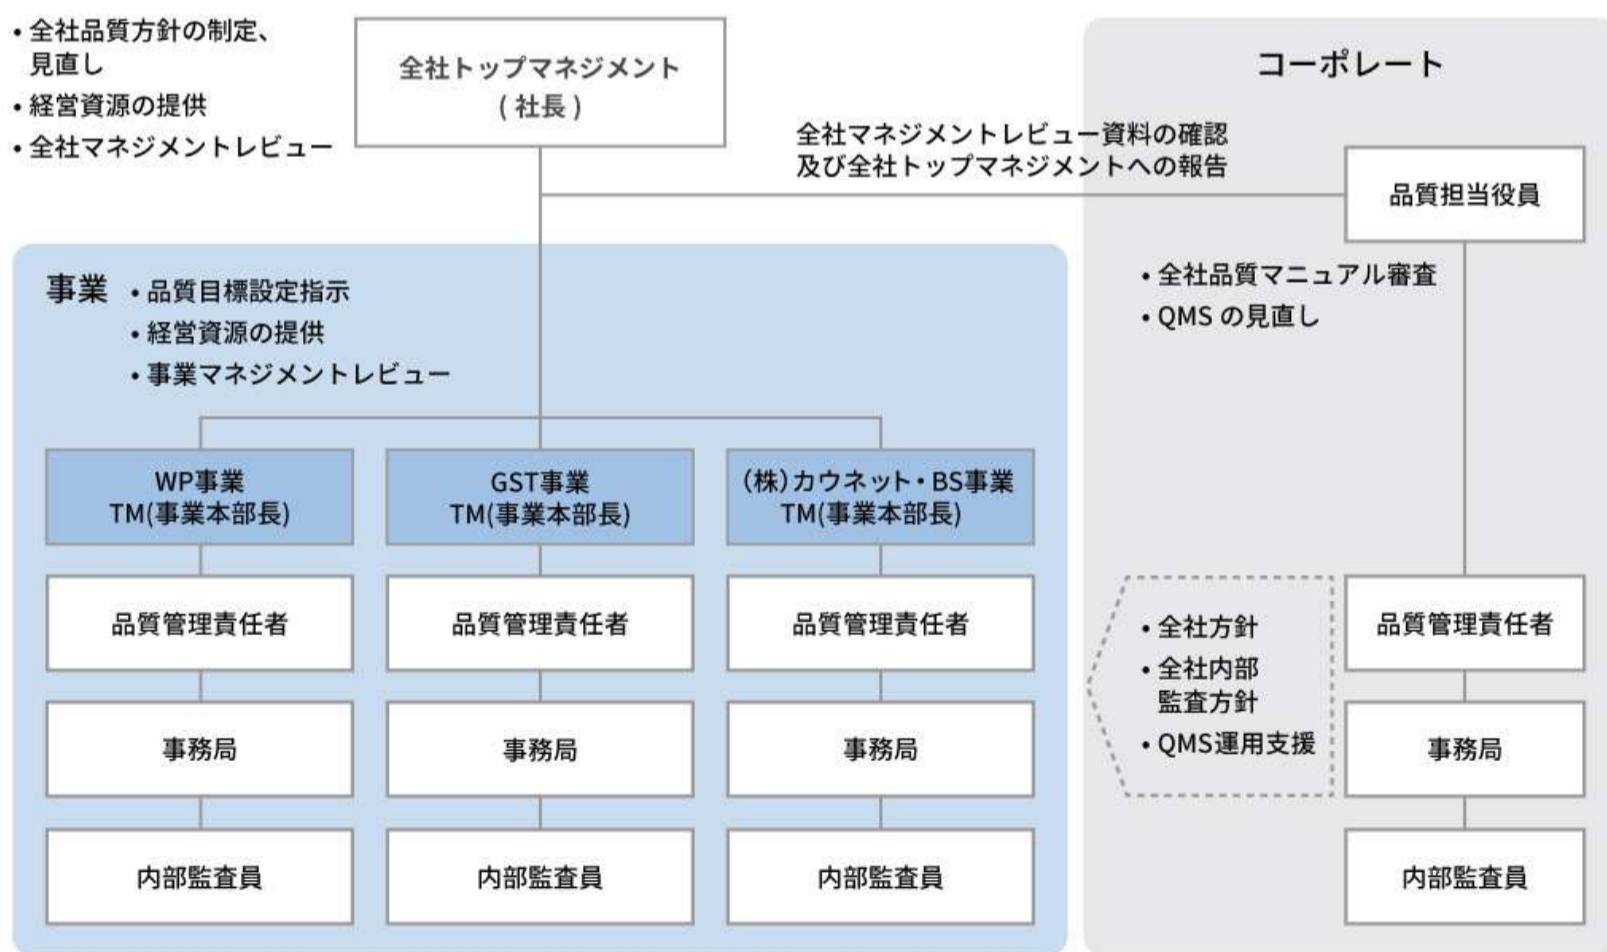 • 全社品質方針の制定、
見直し
• 経営資源の提供
• 全社マネジメントレビュー
全社トップマネジメント
( 社長 )
コーポレート
全社マネジメントレビュー資料の確認
及び全社トップマネジメントへの報告
品質担当役員
• 全社品質マニュアル審査
• QMS の見直し
事業
• 品質目標設定指示
• 経営資源の提供
• 事業マネジメントレビュー
WP事業
TM(事業本部長)
GST事業
TM(事業本部長)
(株)カウネット・BS事業
TM(事業本部長)
品質管理責任者
品質管理責任者
品質管理責任者
• 全社方針
• 全社内部
監査方針
• QMS運用支援
品質管理責任者
事務局
事務局
事務局
事務局
内部監査員
内部監査員
内部監査員
内部監査員